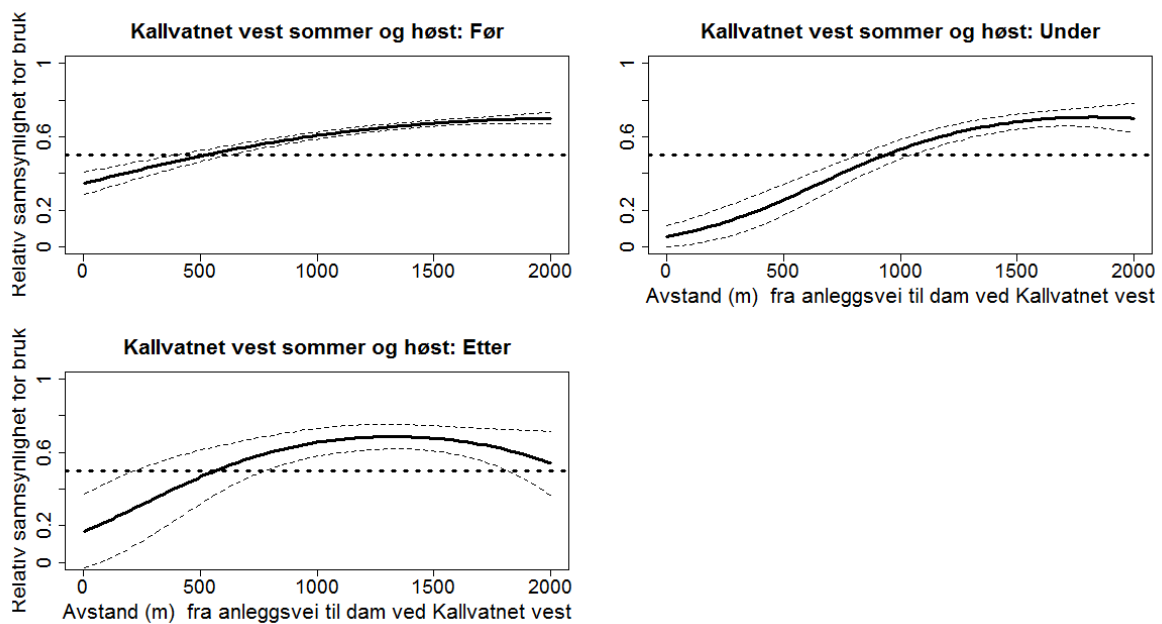 Kallvatnet vest sommer og høst: Før
Relativ sannsynlighet for bruk
1
0.6
0.2
0
0 500 1000 1500 2000
Kallvatnet vest sommer og høst: Under
1
0.6
0.2
0
0 500 1000 1500 2000
Avstand (m) fra anleggsvei til dam ved Kallvatnet vest
Kallvatnet vest sommer og høst: Etter
Relativ sannsynlighet for bruk
1
0.6
0.2
0
0 500 1000 1500 2000
Avstand (m) fra anleggsvei til dam ved Kallvatnet vest